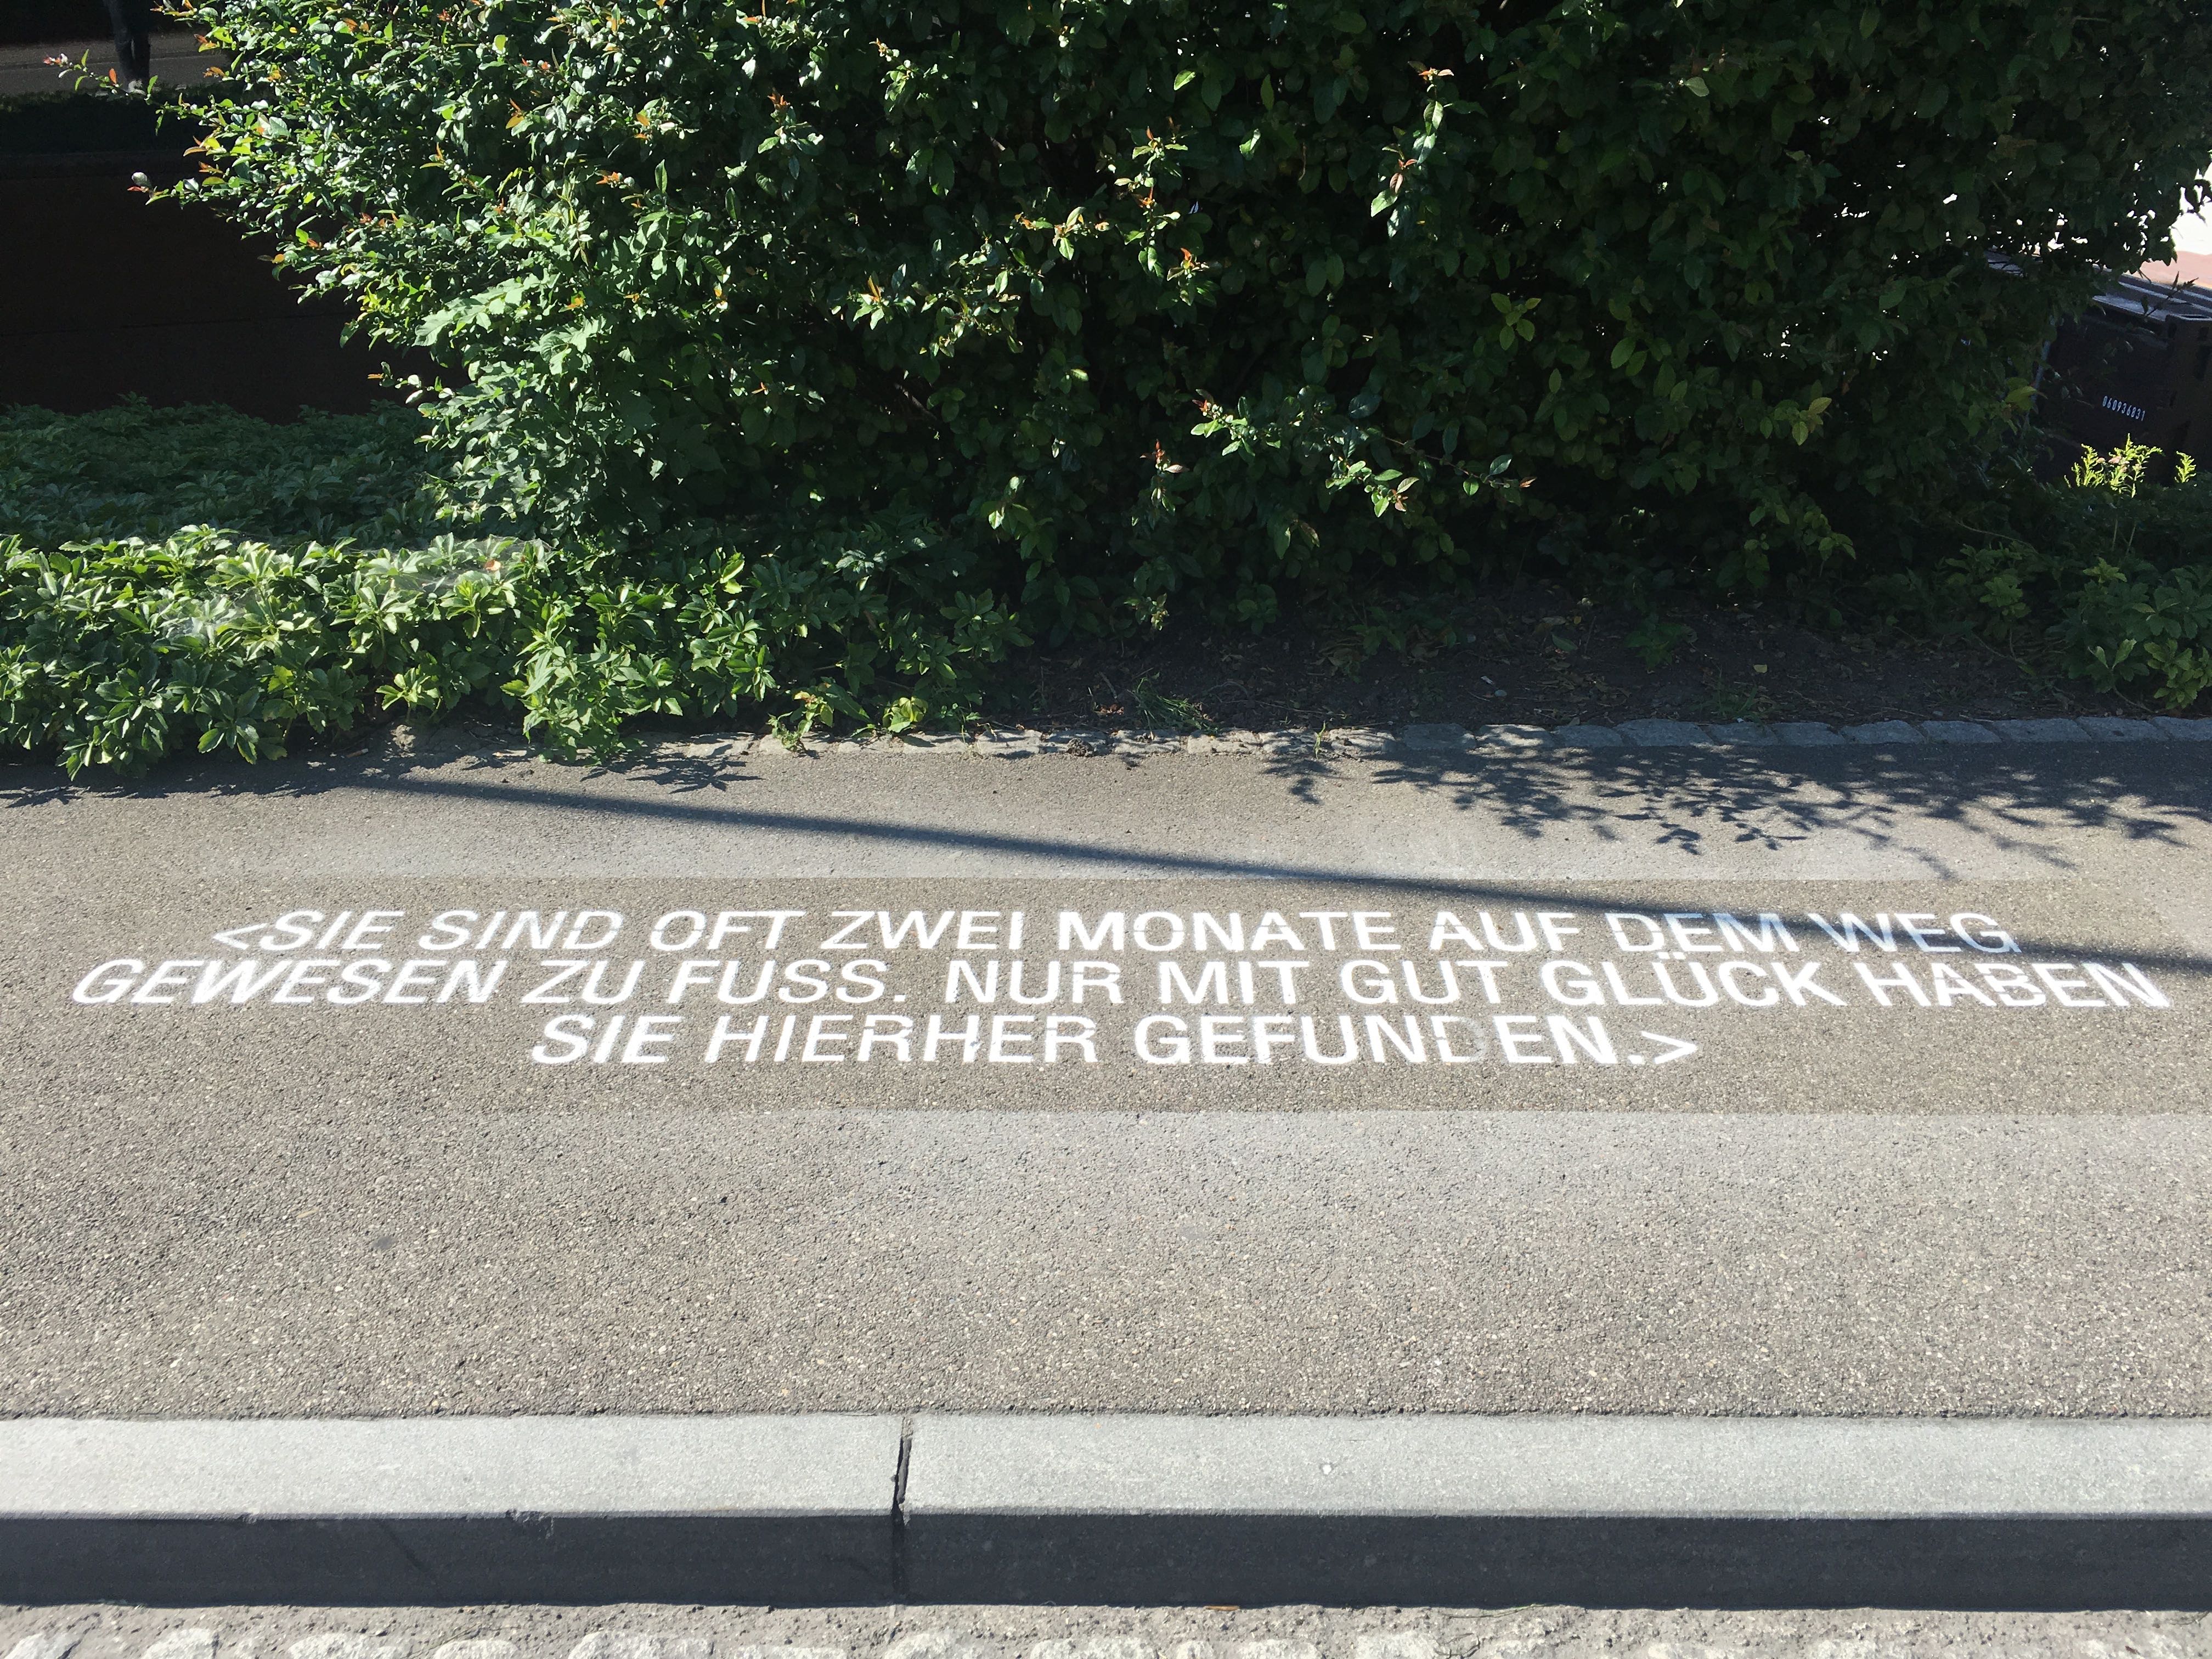 060936831
<SIE SIND OFT ZWEI MONATE AUF DEM WEG
GEWESEN ZU FUSS. NUR MIT GUT GLÜCK HABEN
SIE HIERHER GEFUNDEN.>